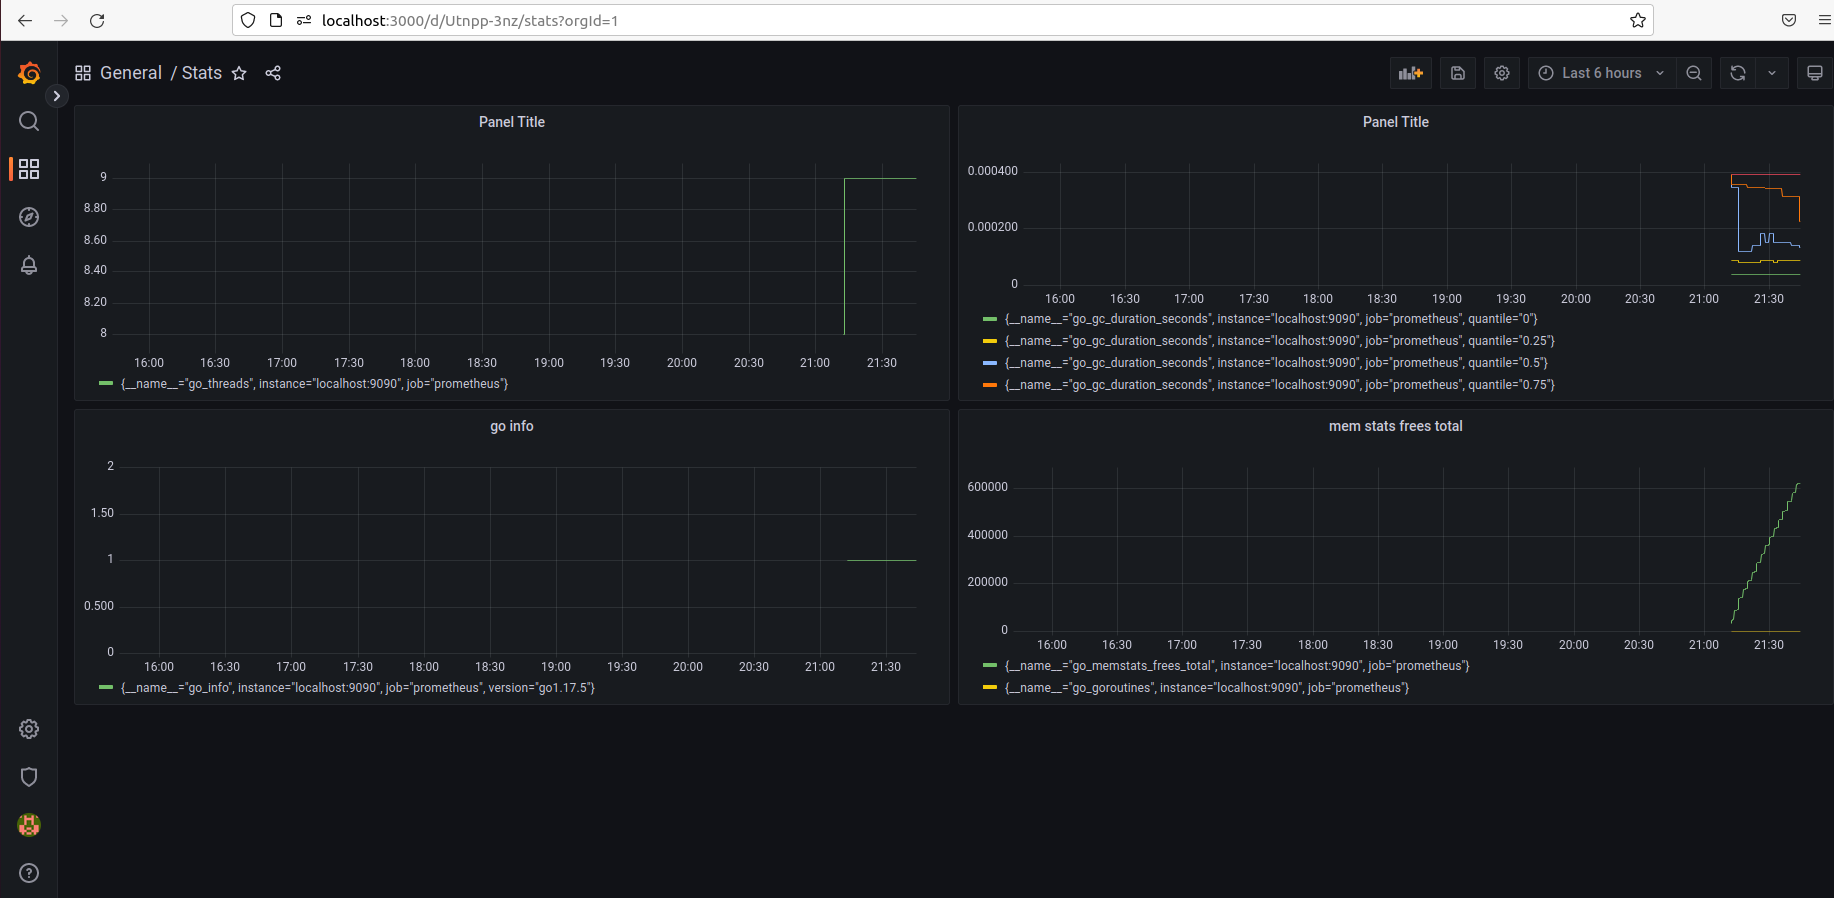 localhost:3000/d/Utnpp-3nz/stats?orgId=1
General / Stats
Last 6 hours
Panel Title
9
8.80
8.60
8.40
8.20
8
16:00 16:30 17:00 17:30 18:00 18:30 19:00 19:30 20:00 20:30 21:00 21:30
{__name__="go_threads", instance="localhost:9090", job="prometheus"}
Panel Title
0.000400
0.000200
0
16:00 16:30 17:00 17:30 18:00 18:30 19:00 19:30 20:00 20:30 21:00 21:30
{__name__="go_gc_duration_seconds", instance="localhost:9090", job="prometheus", quantile="0"}
{__name__="go_gc_duration_seconds", instance="localhost:9090", job="prometheus", quantile="0.25"}
{__name__="go_gc_duration_seconds", instance="localhost:9090", job="prometheus", quantile="0.5"}
{__name__="go_gc_duration_seconds", instance="localhost:9090", job="prometheus", quantile="0.75"}
go info
2
1.50
1
0.500
0
16:00 16:30 17:00 17:30 18:00 18:30 19:00 19:30 20:00 20:30 21:00 21:30
{__name__="go_info", instance="localhost:9090", job="prometheus", version="go1.17.5"}
mem stats frees total
600000
400000
200000
0
16:00 16:30 17:00 17:30 18:00 18:30 19:00 19:30 20:00 20:30 21:00 21:30
{__name__="go_memstats_frees_total", instance="localhost:9090", job="prometheus"}
{__name__="go_goroutines", instance="localhost:9090", job="prometheus"}